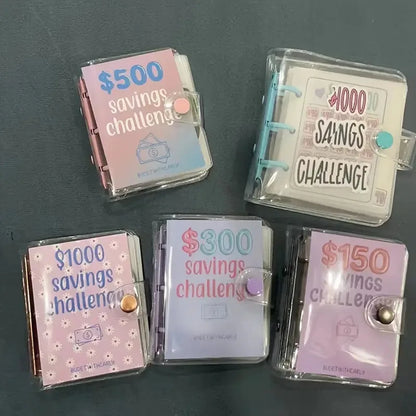 $500
savings
challenge
$1000
SAVINGS
CHALLENGE
$1000
savings
challenge
$300
savings
challenge
$150
SAVINGS
CHALLENGE